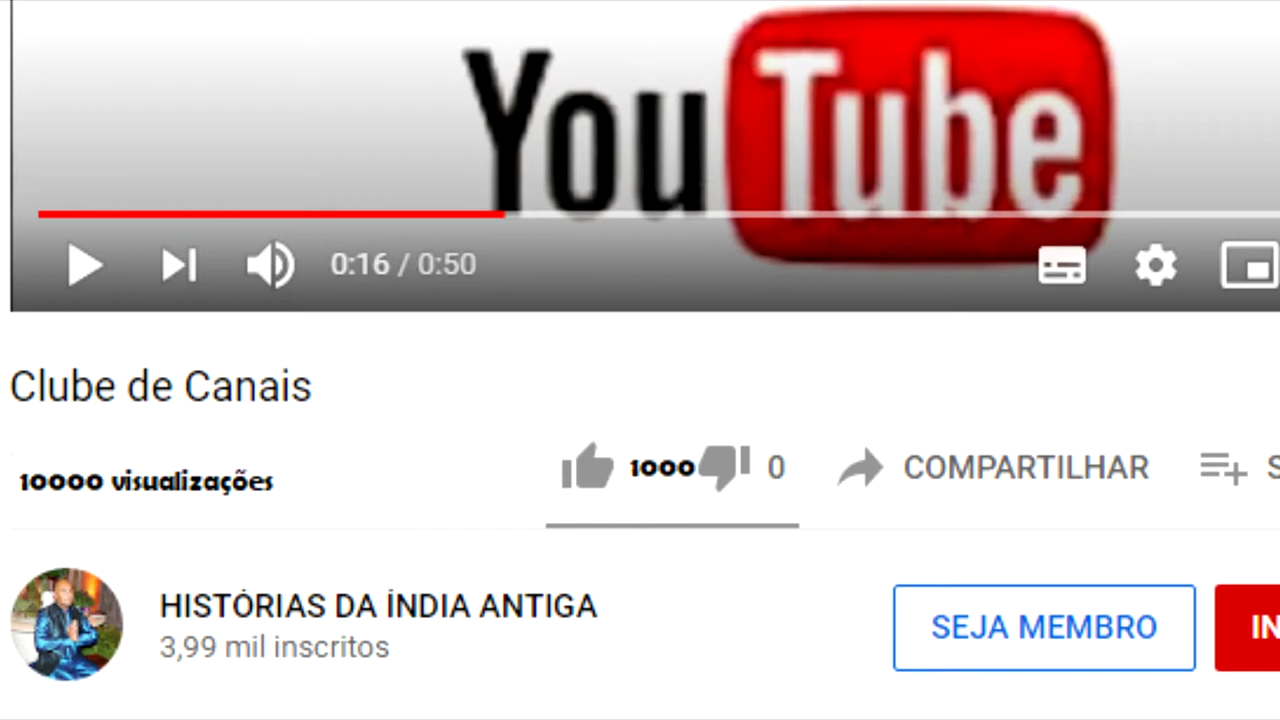 YouTube
0:16 / 0:50
Clube de Canais
10000 visualizações
1000 0 COMPARTILHAR S
HISTÓRIAS DA ÍNDIA ANTIGA
3,99 mil inscritos
SEJA MEMBRO
IN